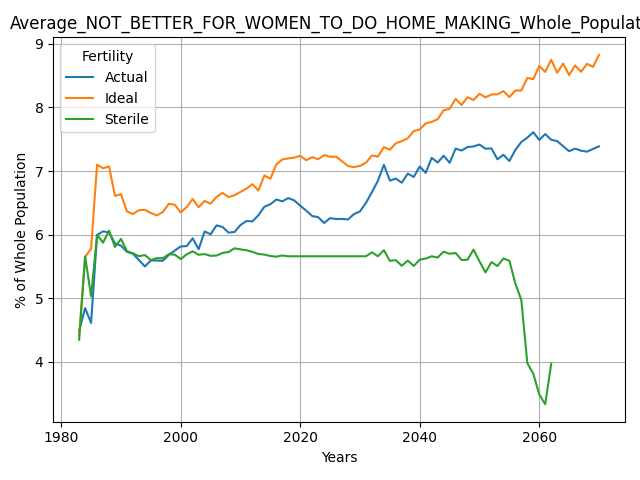 Average_NOT_BETTER_FOR_WOMEN_TO_DO_HOME_MAKING_Whole_Populat
Fertility
Actual
Ideal
Sterile
% of Whole Population
9
8
7
6
5
4
1980 2000 2020 2040 2060
Years